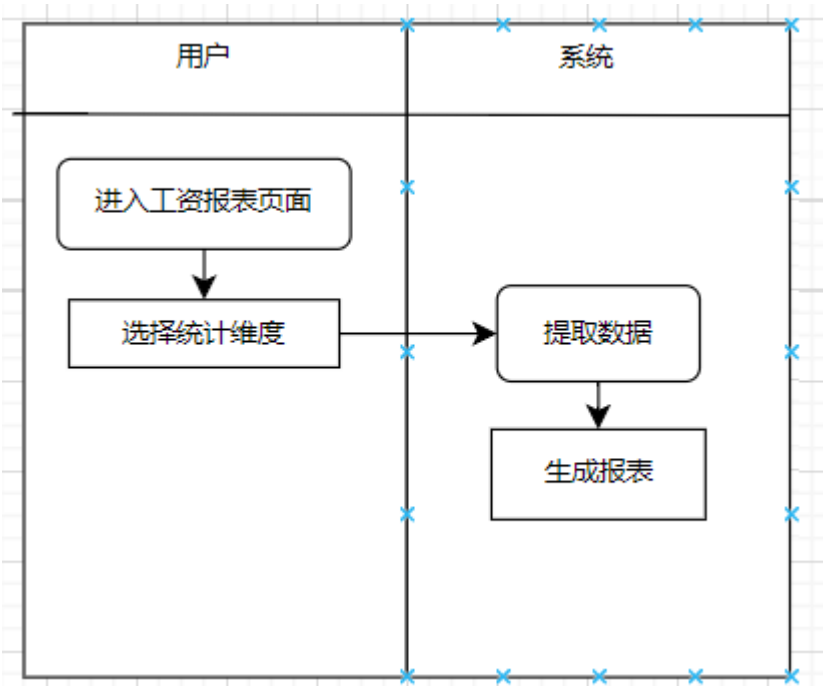 用户
系统
进入工资报表页面
选择统计维度
提取数据
生成报表